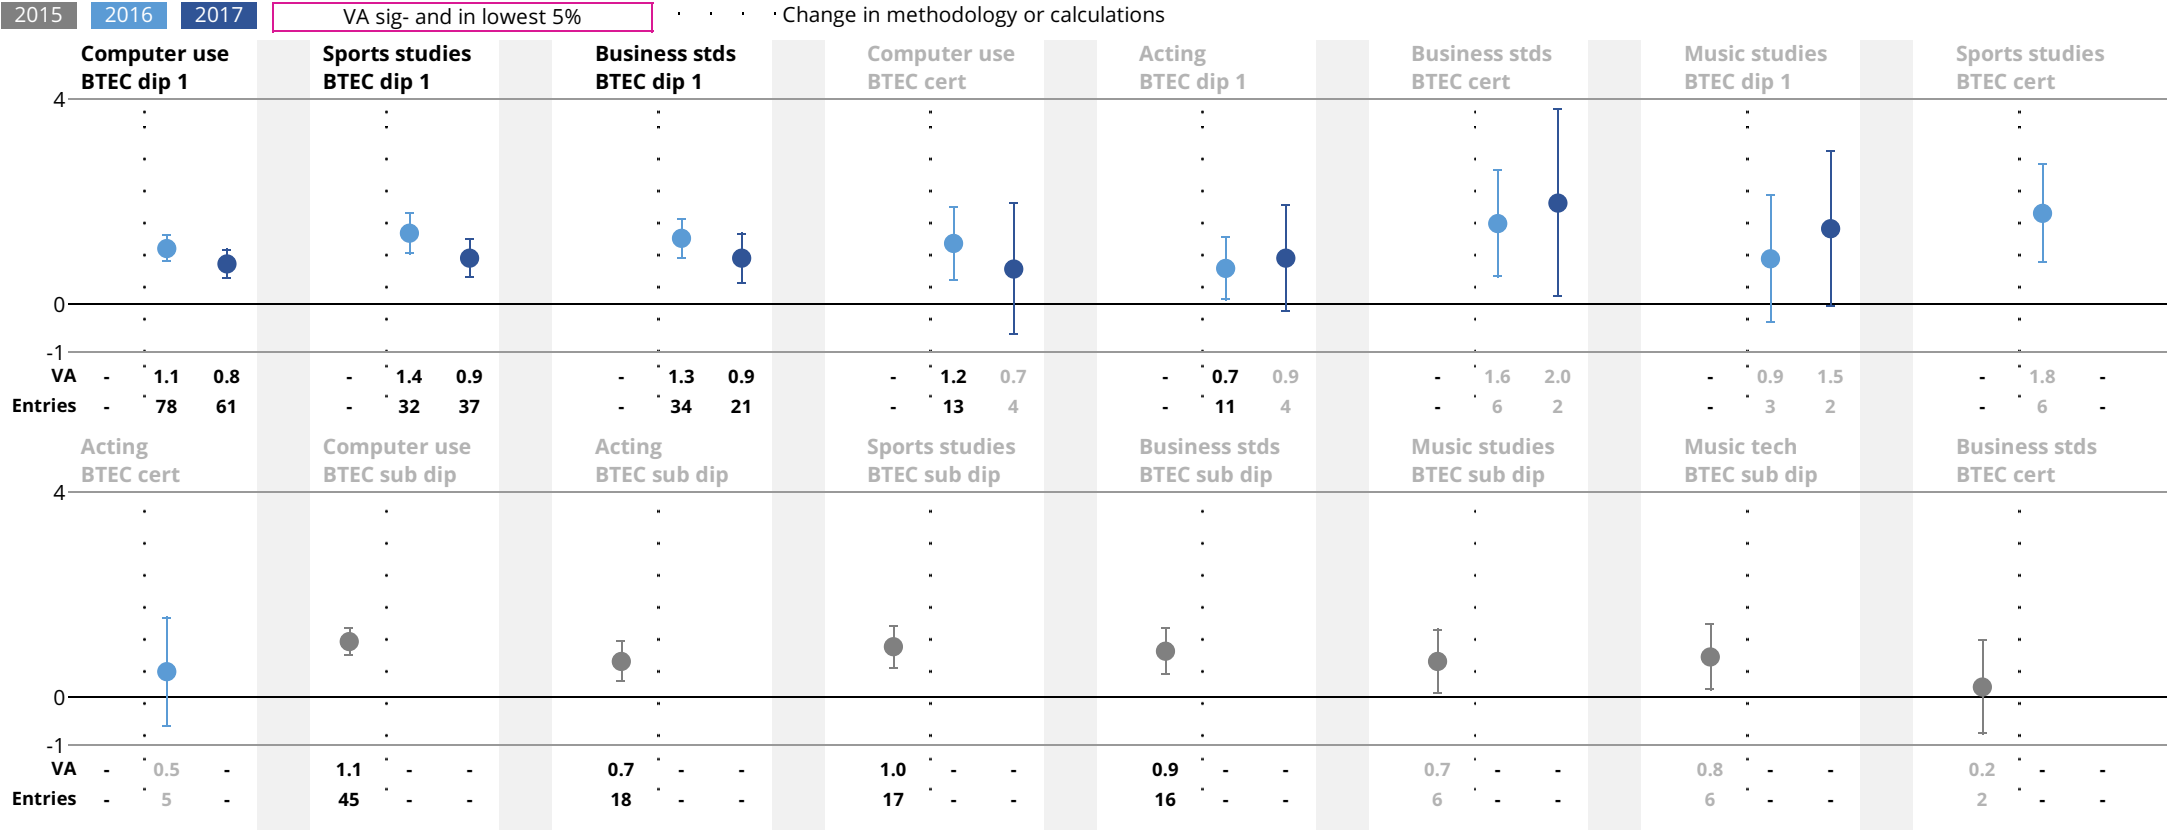 2015 2016 2017 VA sig- and in lowest 5% Change in methodology or calculations
Computer use Sports studies Business stds Computer use Acting Business stds Music studies Sports studies
BTEC dip 1 BTEC dip 1 BTEC dip 1 BTEC cert BTEC dip 1 BTEC cert BTEC dip 1 BTEC cert
4
0
-1
VA - 1.1 0.8 - 1.4 0.9 - 1.3 0.9 - 1.2 0.7 - 0.7 0.9 - 1.6 2.0 - 0.9 1.5 - 1.8 -
Entries - 78 61 - 32 37 - 34 21 - 13 4 - 11 4 - 6 2 - 3 2 - 6 -
Acting Computer use Acting Sports studies Business stds Music studies Music tech Business stds
BTEC cert BTEC sub dip BTEC sub dip BTEC sub dip BTEC sub dip BTEC sub dip BTEC sub dip BTEC cert
4
0
-1
VA - 0.5 - 1.1 - - 0.7 - - 1.0 - - 0.9 - - 0.7 - - 0.8 - - 0.2 - -
Entries - 5 - 45 - - 18 - - 17 - - 16 - - 6 - - 6 - - 2 - -